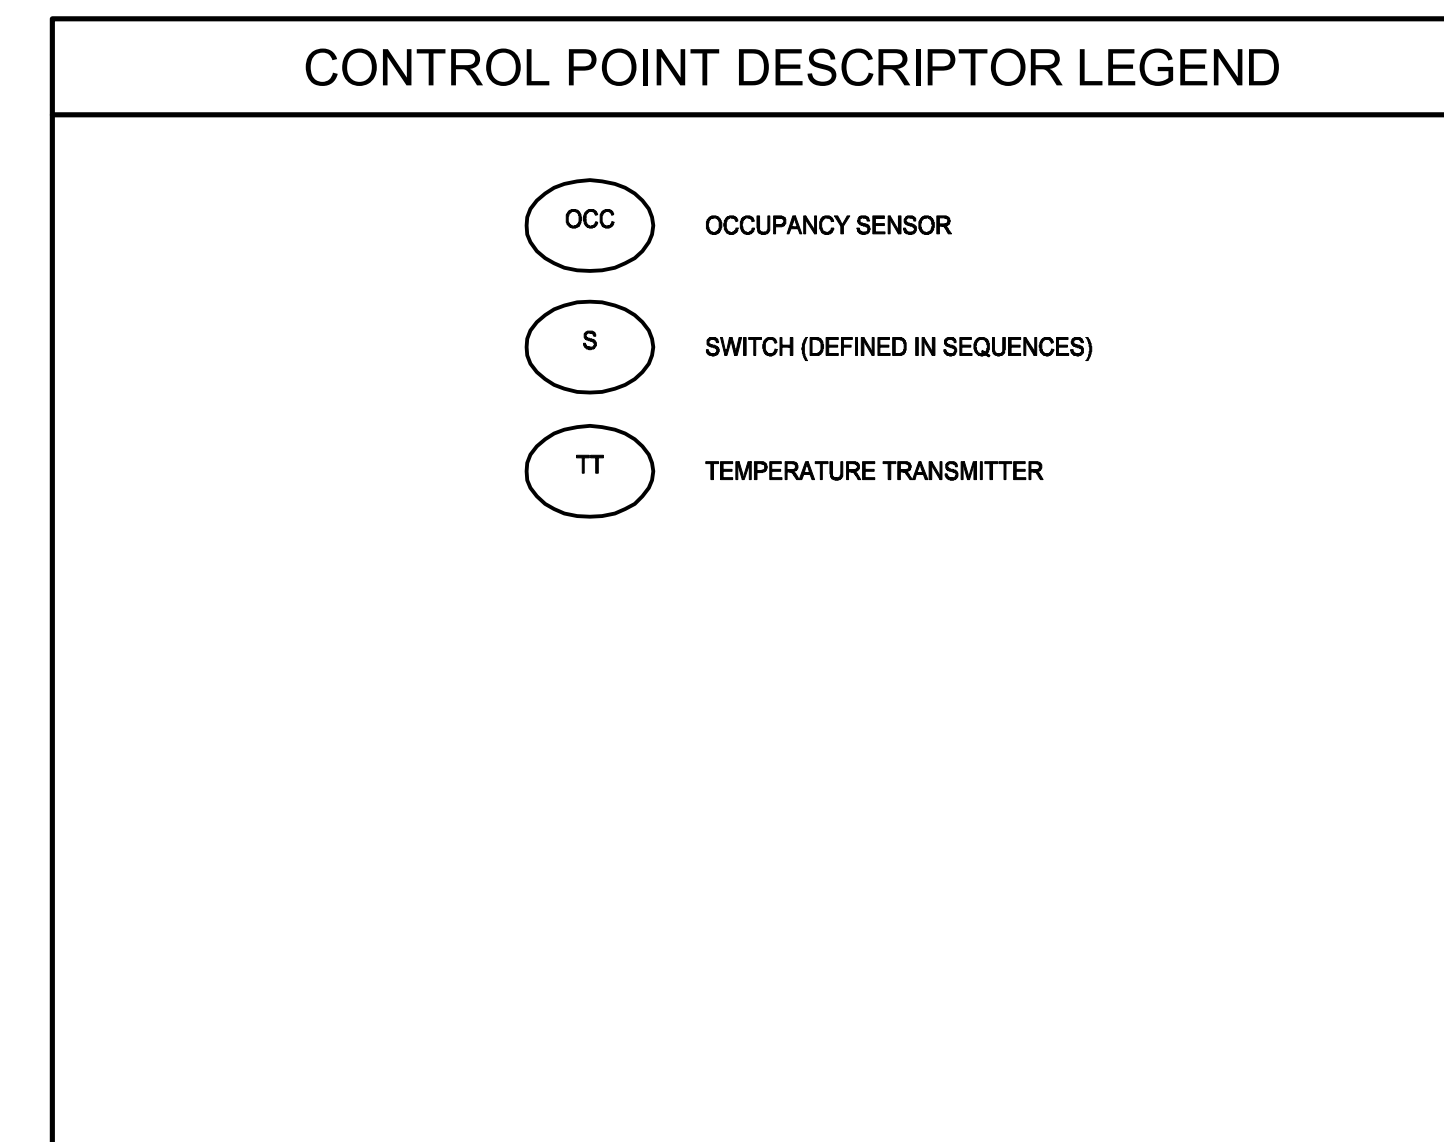 CONTROL POINT DESCRIPTOR LEGEND
OCC OCCUPANCY SENSOR
S SWITCH (DEFINED IN SEQUENCES)
TT TEMPERATURE TRANSMITTER